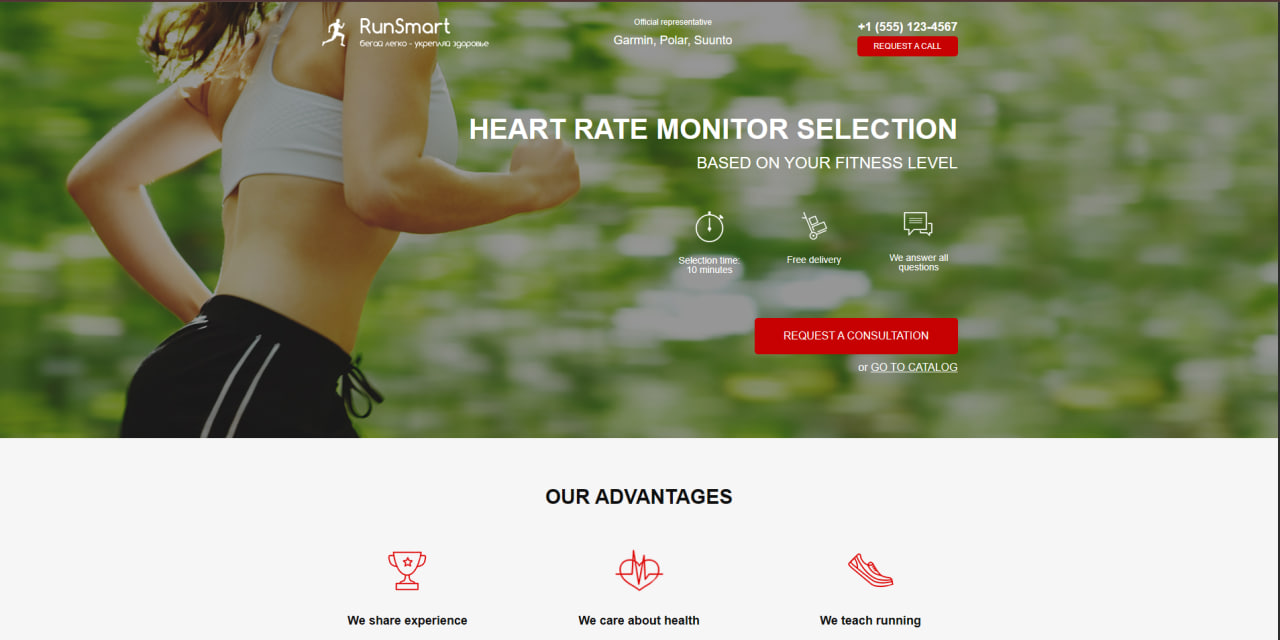 RunSmart
бегай легко - укрепляй здоровье
Official representative
Garmin, Polar, Suunto
+1 (555) 123-4567
REQUEST A CALL
HEART RATE MONITOR SELECTION
BASED ON YOUR FITNESS LEVEL
Selection time:
10 minutes
Free delivery
We answer all
questions
REQUEST A CONSULTATION
or GO TO CATALOG
OUR ADVANTAGES
We share experience
We care about health
We teach running